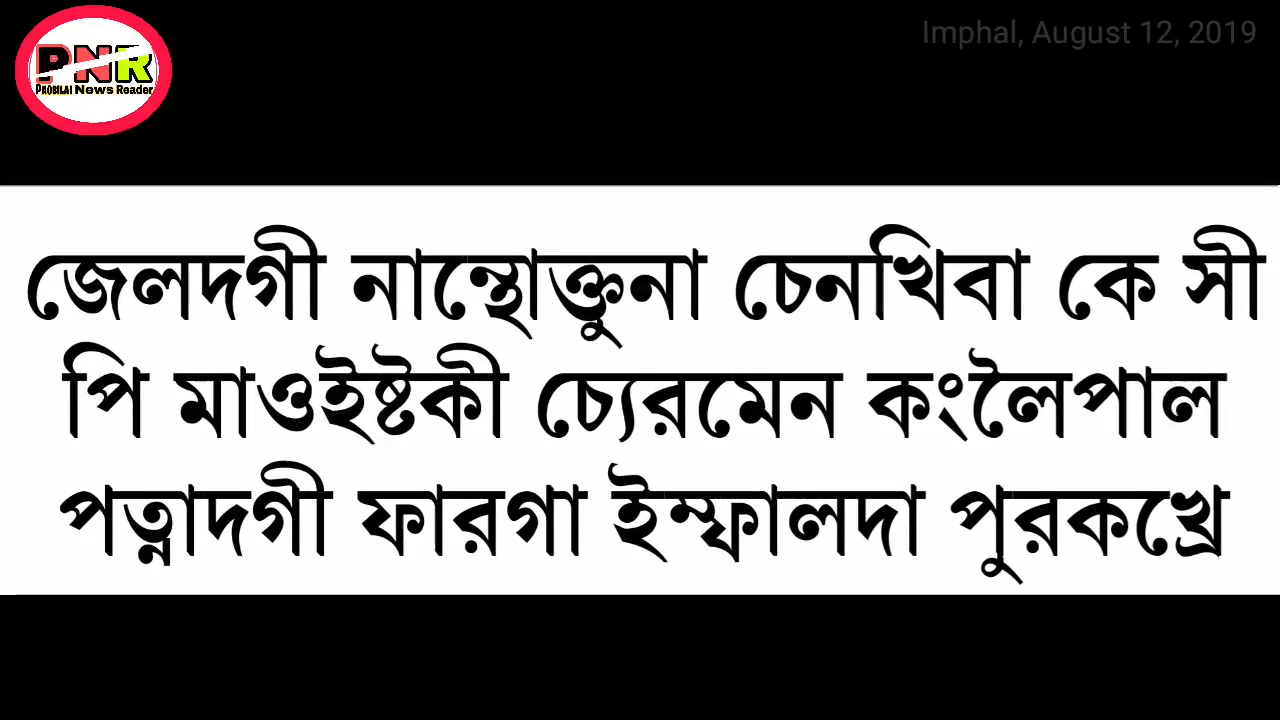 PNR
PROBILAI News Reader
Imphal, August 12, 2019
জেলদগী নান্থোক্তুনা চেনখিবা কে সী
পি মাওইষ্টকী চ্যেরমেন কংলৈপাল
পত্নাদগী ফারগা ইম্ফালদা পুরকখ্রে